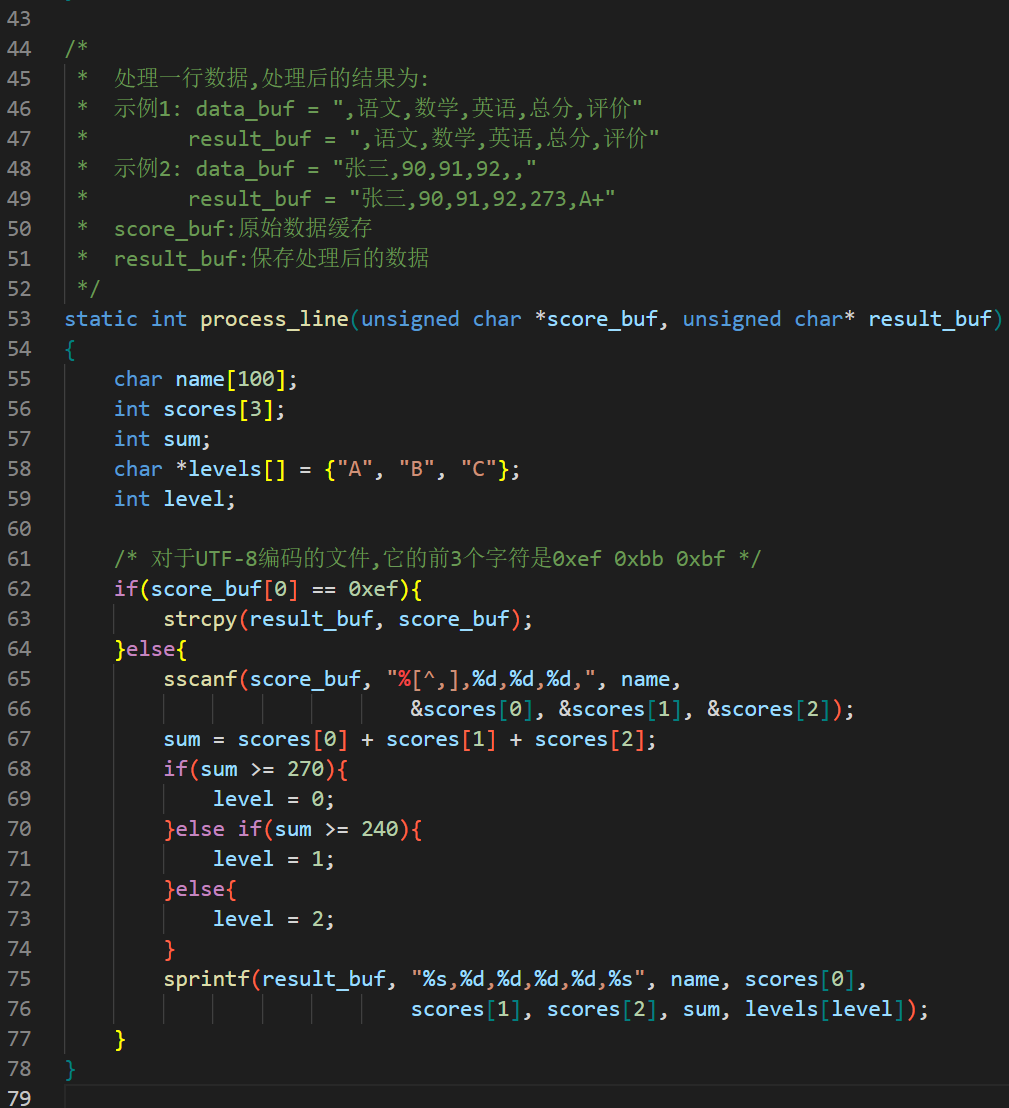 43
44 /*
45  *  处理一行数据,处理后的结果为:
46  *  示例1: data_buf = ",语文,数学,英语,总分,评价"
47  *        result_buf = ",语文,数学,英语,总分,评价"
48  *  示例2: data_buf = "张三,90,91,92,,"
49  *        result_buf = "张三,90,91,92,273,A+"
50  *  score_buf:原始数据缓存
51  *  result_buf:保存处理后的数据
52  */
53 static int process_line(unsigned char *score_buf, unsigned char* result_buf)
54 {
55     char name[100];
56     int scores[3];
57     int sum;
58     char *levels[] = {"A", "B", "C"};
59     int level;
60
61     /* 对于UTF-8编码的文件,它的前3个字符是0xef 0xbb 0xbf */
62     if(score_buf[0] == 0xef){
63         strcpy(result_buf, score_buf);
64     }else{
65         sscanf(score_buf, "%[^,],%d,%d,%d,", name,
66                             &scores[0], &scores[1], &scores[2]);
67         sum = scores[0] + scores[1] + scores[2];
68         if(sum >= 270){
69             level = 0;
70         }else if(sum >= 240){
71             level = 1;
72         }else{
73             level = 2;
74         }
75         sprintf(result_buf, "%s,%d,%d,%d,%d,%s", name, scores[0],
76                             scores[1], scores[2], sum, levels[level]);
77     }
78 }
79